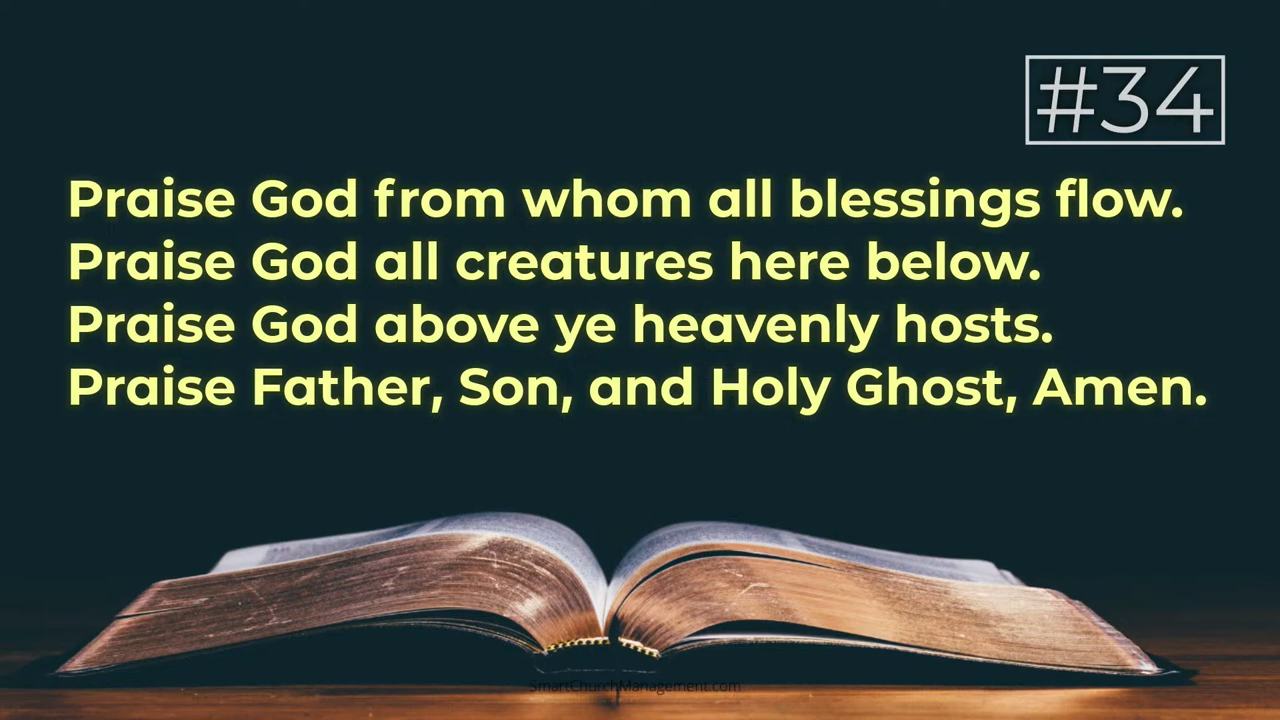 #34
Praise God from whom all blessings flow.
Praise God all creatures here below.
Praise God above ye heavenly hosts.
Praise Father, Son, and Holy Ghost, Amen.
SmartChurchManagement.com